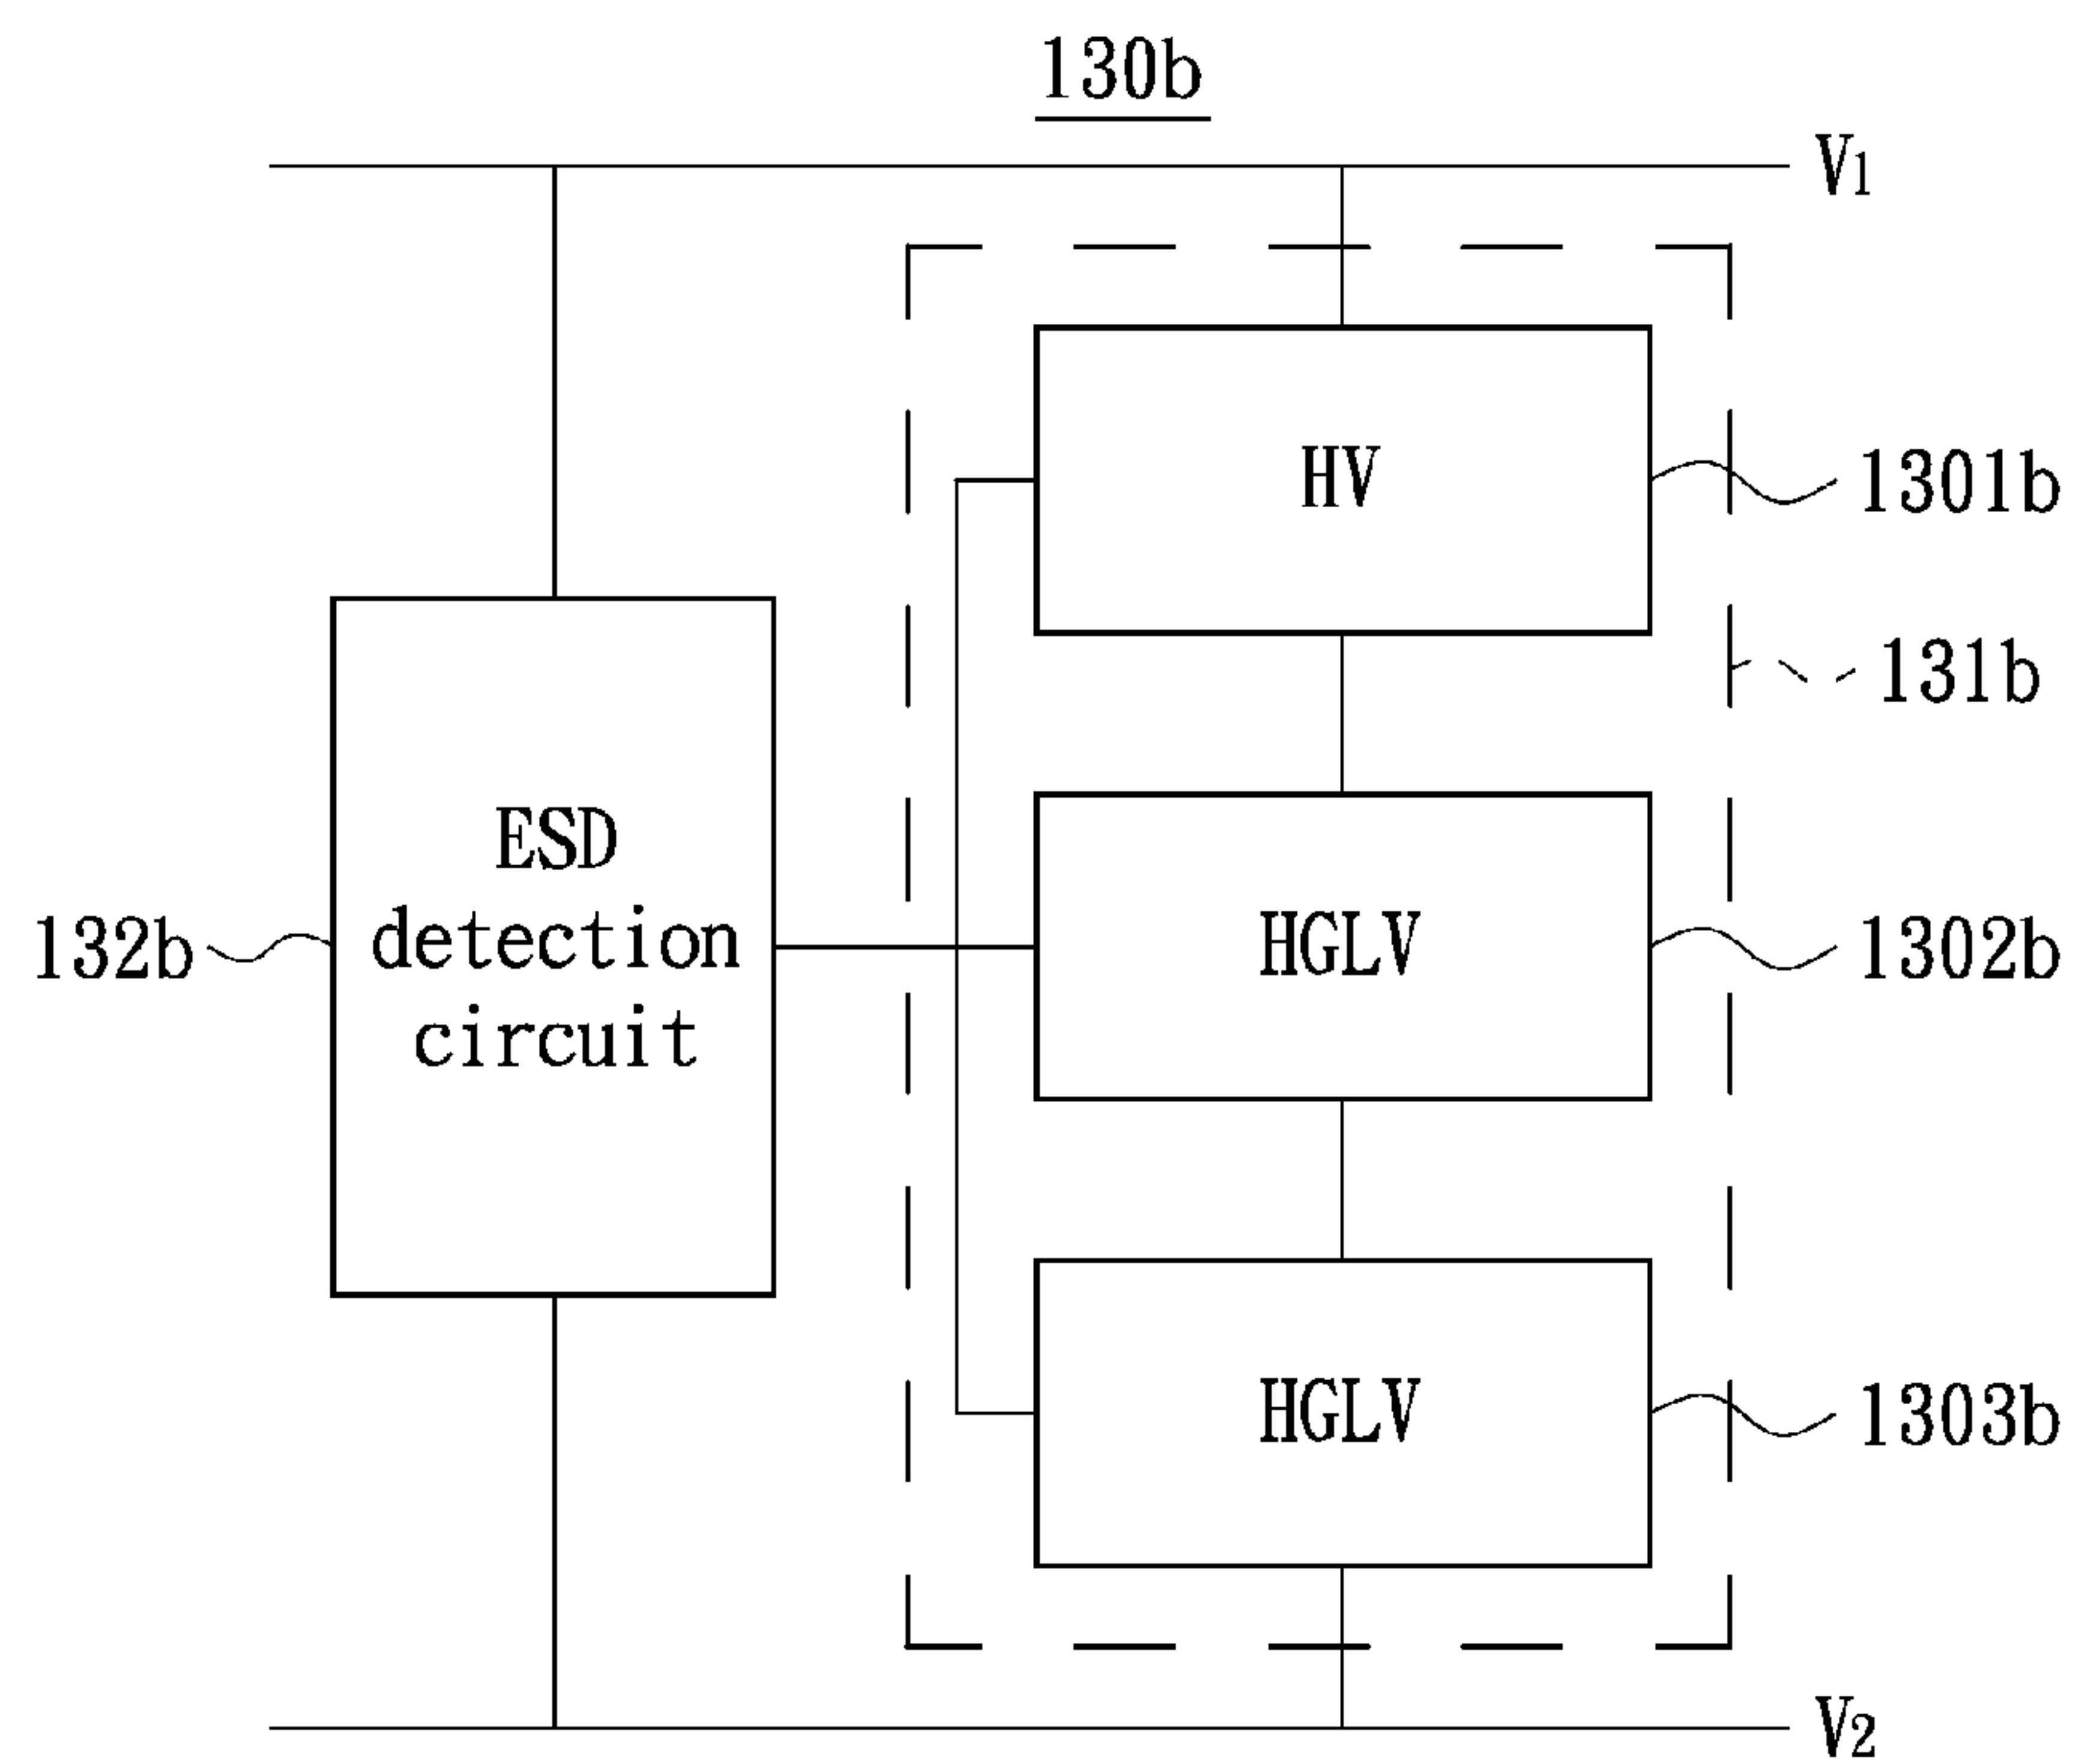 130b
V1
HV
1301b
131b
ESD
detection
circuit
132b
HGLV
1302b
HGLV
1303b
V2